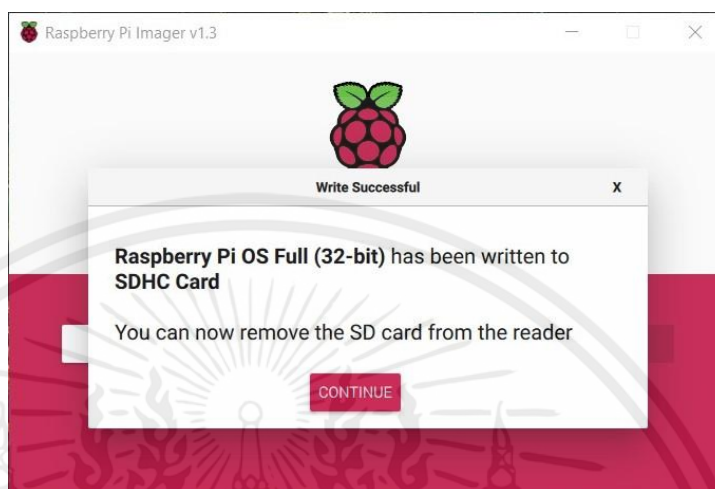 Raspberry Pi Imager v1.3
Write Successful X
Raspberry Pi OS Full (32-bit) has been written to
SDHC Card
You can now remove the SD card from the reader
CONTINUE